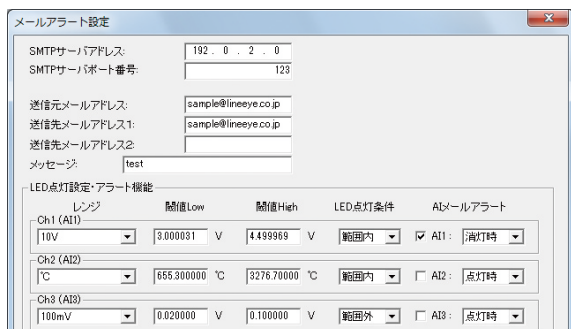 メールアラート設定
SMTPサーバアドレス: 192 . 0 . 2 . 0
SMTPサーバポート番号: 123
送信元メールアドレス: sample@lineeye.co.jp
送信先メールアドレス1: sample@lineeye.co.jp
送信先メールアドレス2:
メッセージ: test
LED点灯設定・アラート機能
レンジ 閾値Low 閾値High LED点灯条件 AIメールアラート
Ch1 (AI1)
10V 3.000031 V 4.499969 V 範囲内 AI1 : 消灯時
Ch2 (AI2)
℃ 655.300000 ℃ 3276.70000 ℃ 範囲内 AI2 : 点灯時
Ch3 (AI3)
100mV 0.020000 V 0.100000 V 範囲外 AI3 : 点灯時